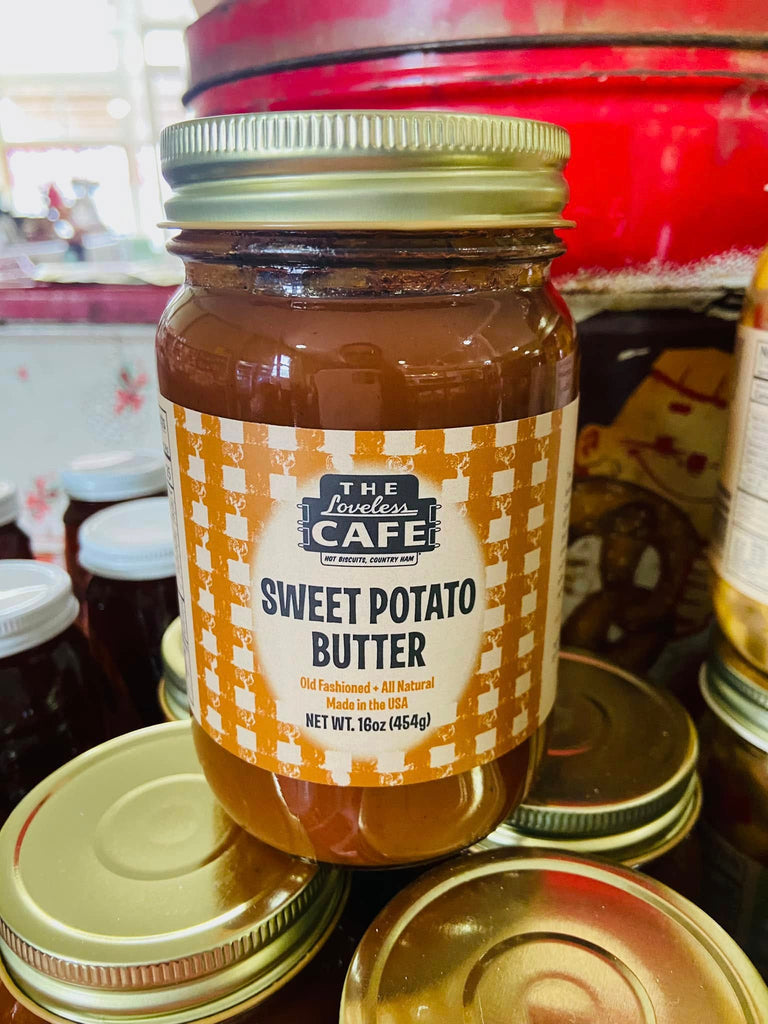 THE
Loveless
CAFE
HOT BISCUITS, COUNTRY HAM
SWEET POTATO
BUTTER
Old Fashioned + All Natural
Made in the USA
NET WT. 16oz (454g)